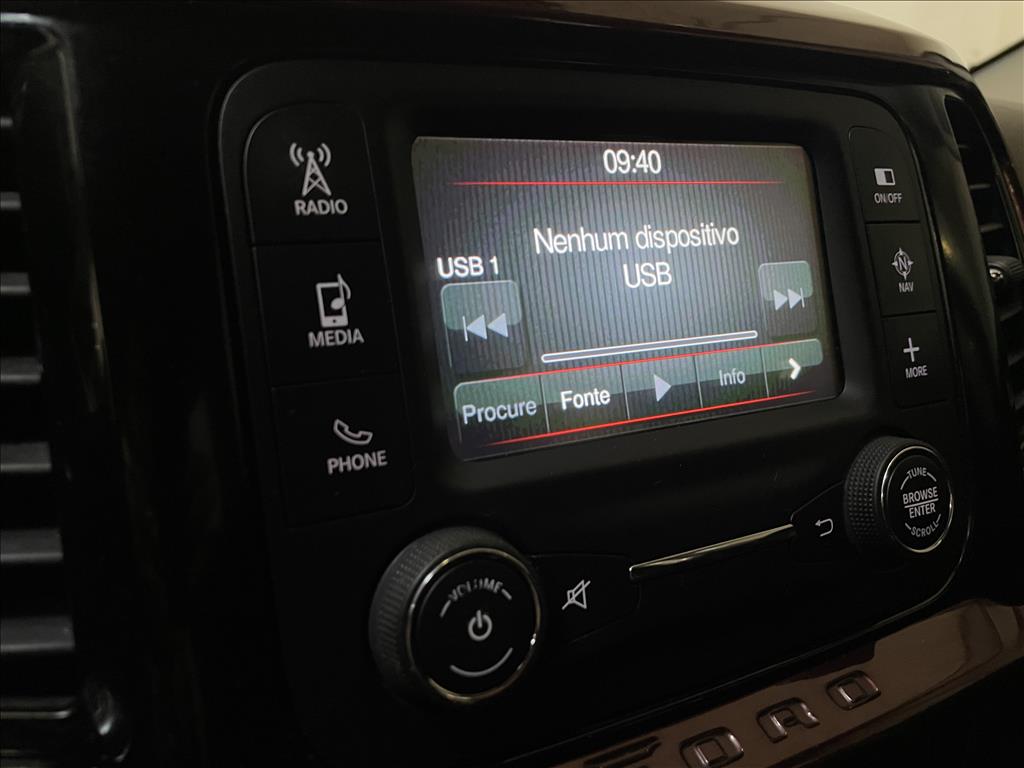 RADIO
MEDIA
PHONE
09:40
Nenhum dispositivo
USB
USB 1
Procure
Fonte
Info
ON/OFF
N
NAV
MORE
VOLUME
TUNE
BROWSE
ENTER
SCROLL
TORO